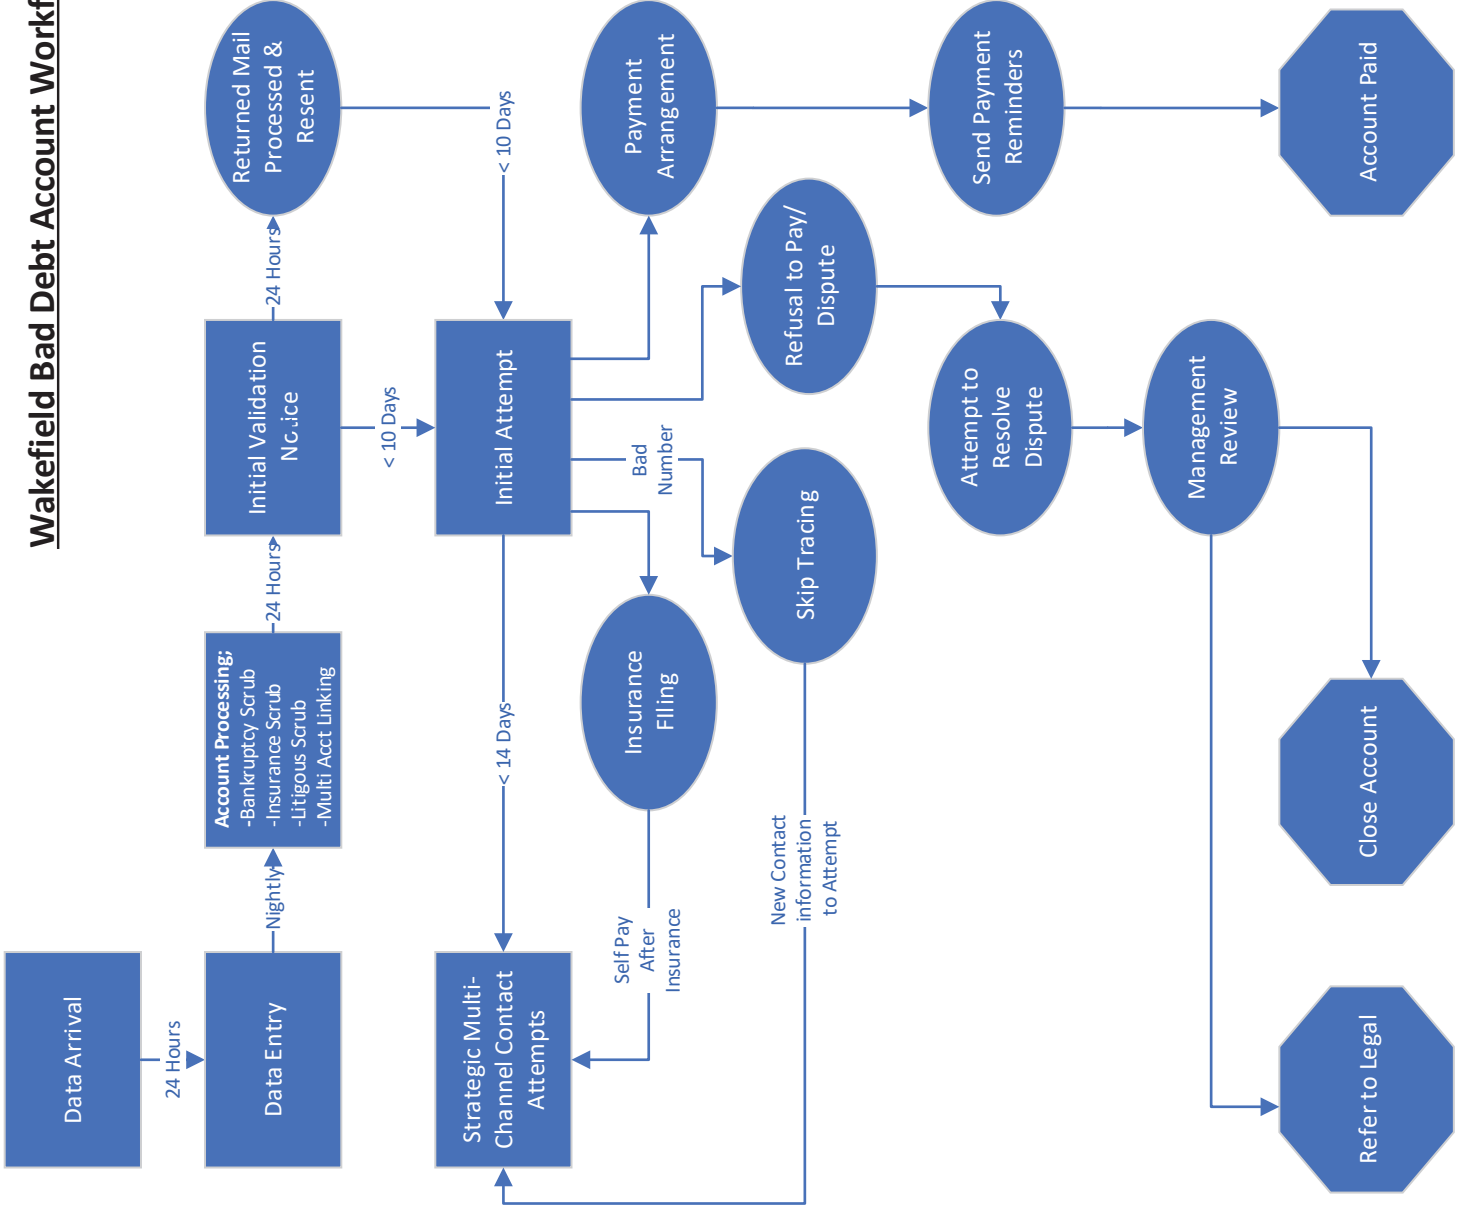 Wakefield Bad Debt Account Workf
Data Arrival
24 Hours
Data Entry
Nightly
Account Processing;
-Bankruptcy Scrub
-Insurance Scrub
-Litigous Scrub
-Multi Acct Linking
24 Hours
Initial Validation
Notice
24 Hours
Returned Mail
Processed &
Resent
< 10 Days
< 10 Days
Initial Attempt
< 14 Days
Strategic Multi-
Channel Contact
Attempts
Insurance
FIling
Self Pay
After
Insurance
Bad
Number
Skip Tracing
New Contact
information
to Attempt
Payment
Arrangement
Refusal to Pay/
Dispute
Send Payment
Reminders
Attempt to
Resolve
Dispute
Management
Review
Refer to Legal
Close Account
Account Paid